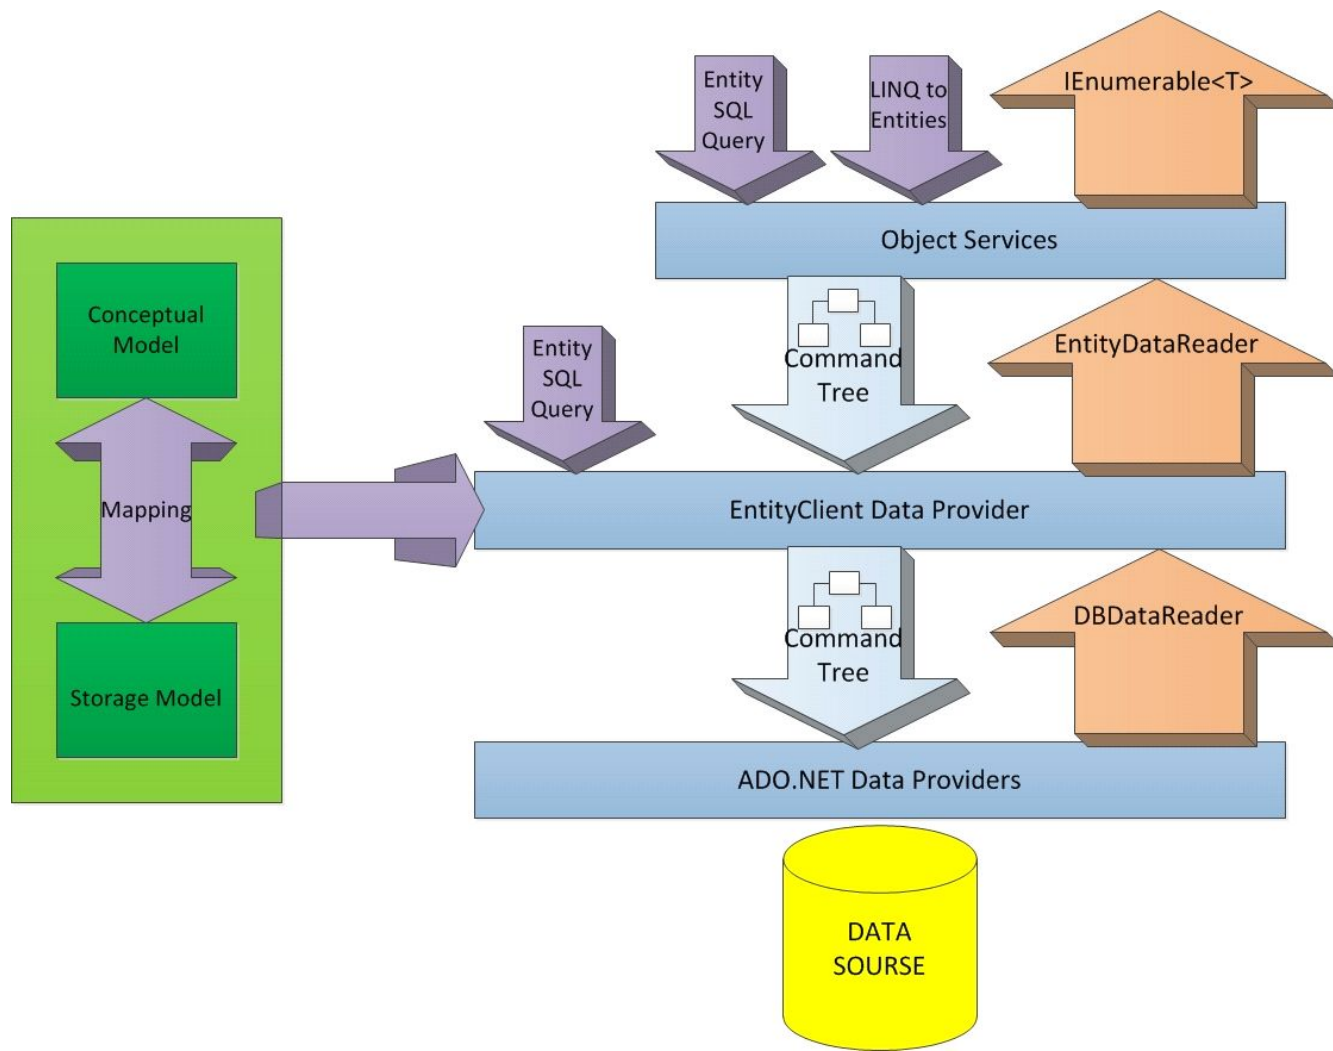 Entity
SQL
Query
LINQ to
Entities
IEnumerable<T>
Object Services
Conceptual
Model
Mapping
Storage Model
Entity
SQL
Query
Command
Tree
EntityDataReader
EntityClient Data Provider
Command
Tree
DBDataReader
ADO.NET Data Providers
DATA
SOURSE